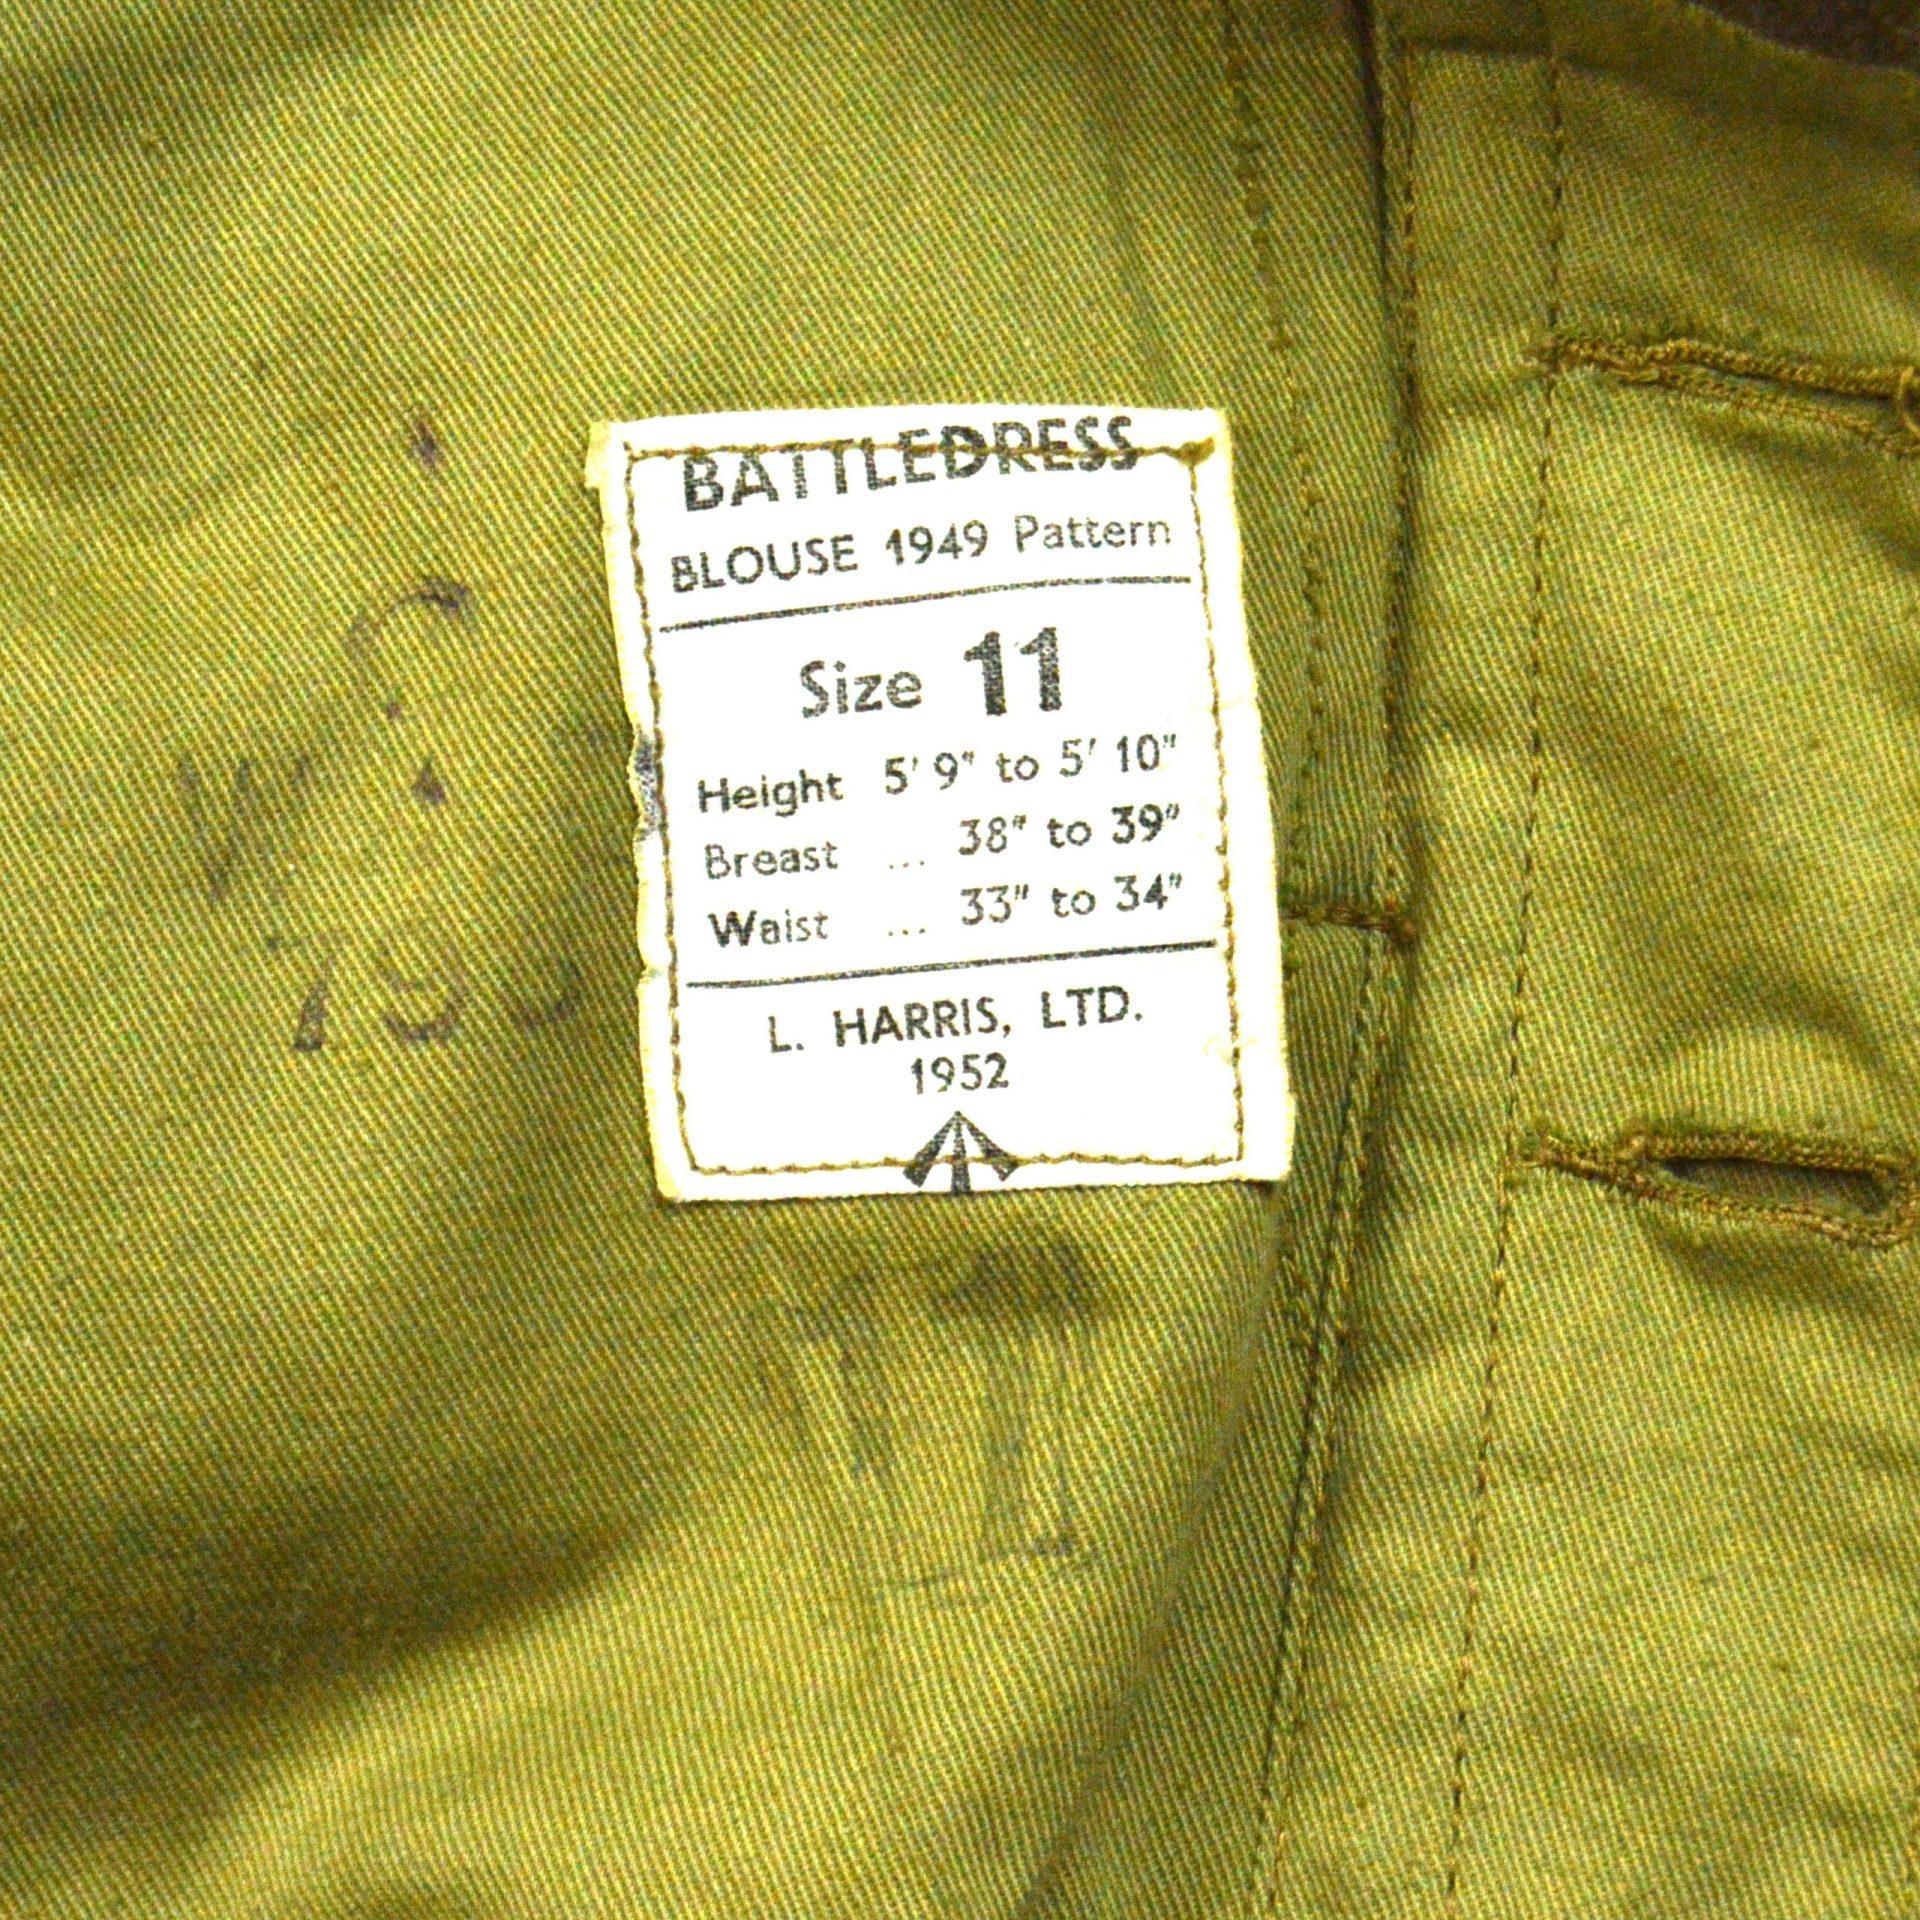 BATTLEDRESS
BLOUSE 1949 Pattern
Size 11
Height 5' 9" to 5' 10"
Breast ... 38" to 39"
Waist ... 33" to 34"
L. HARRIS, LTD.
1952